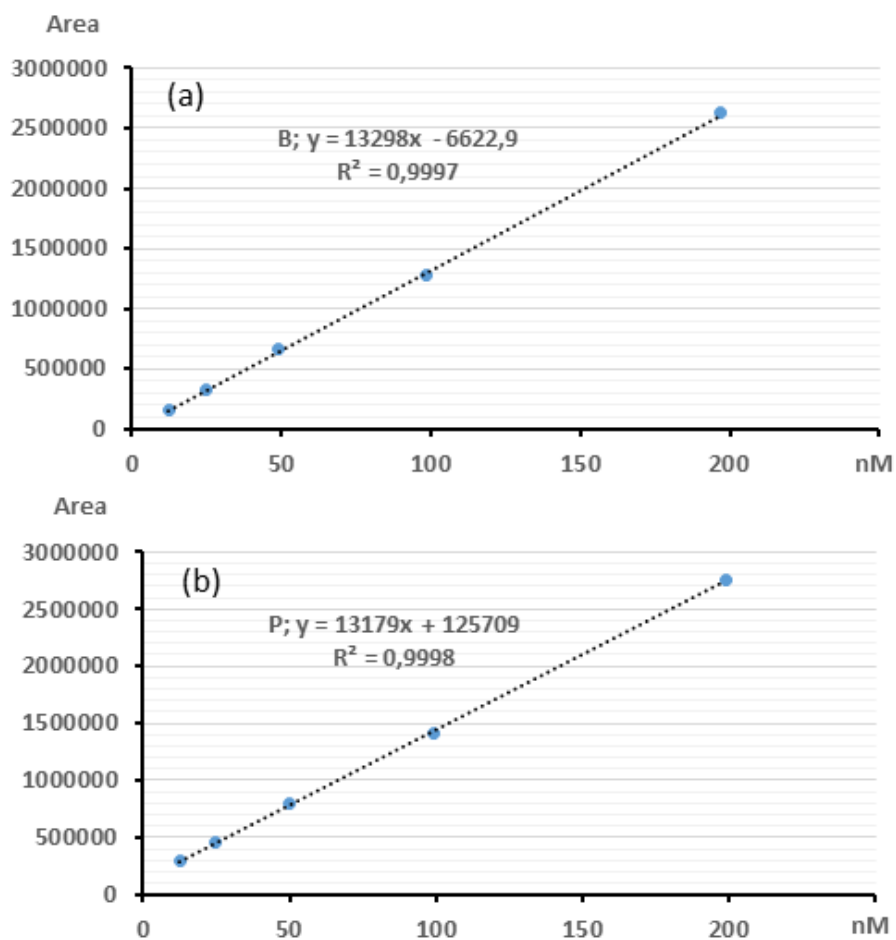 Area
3000000
(a)
2500000
B; y = 13298x - 6622,9
R² = 0,9997
2000000
1500000
1000000
500000
0
0 50 100 150 200 nM
Area
3000000
(b)
2500000
P; y = 13179x + 125709
R² = 0,9998
2000000
1500000
1000000
500000
0
0 50 100 150 200 nM